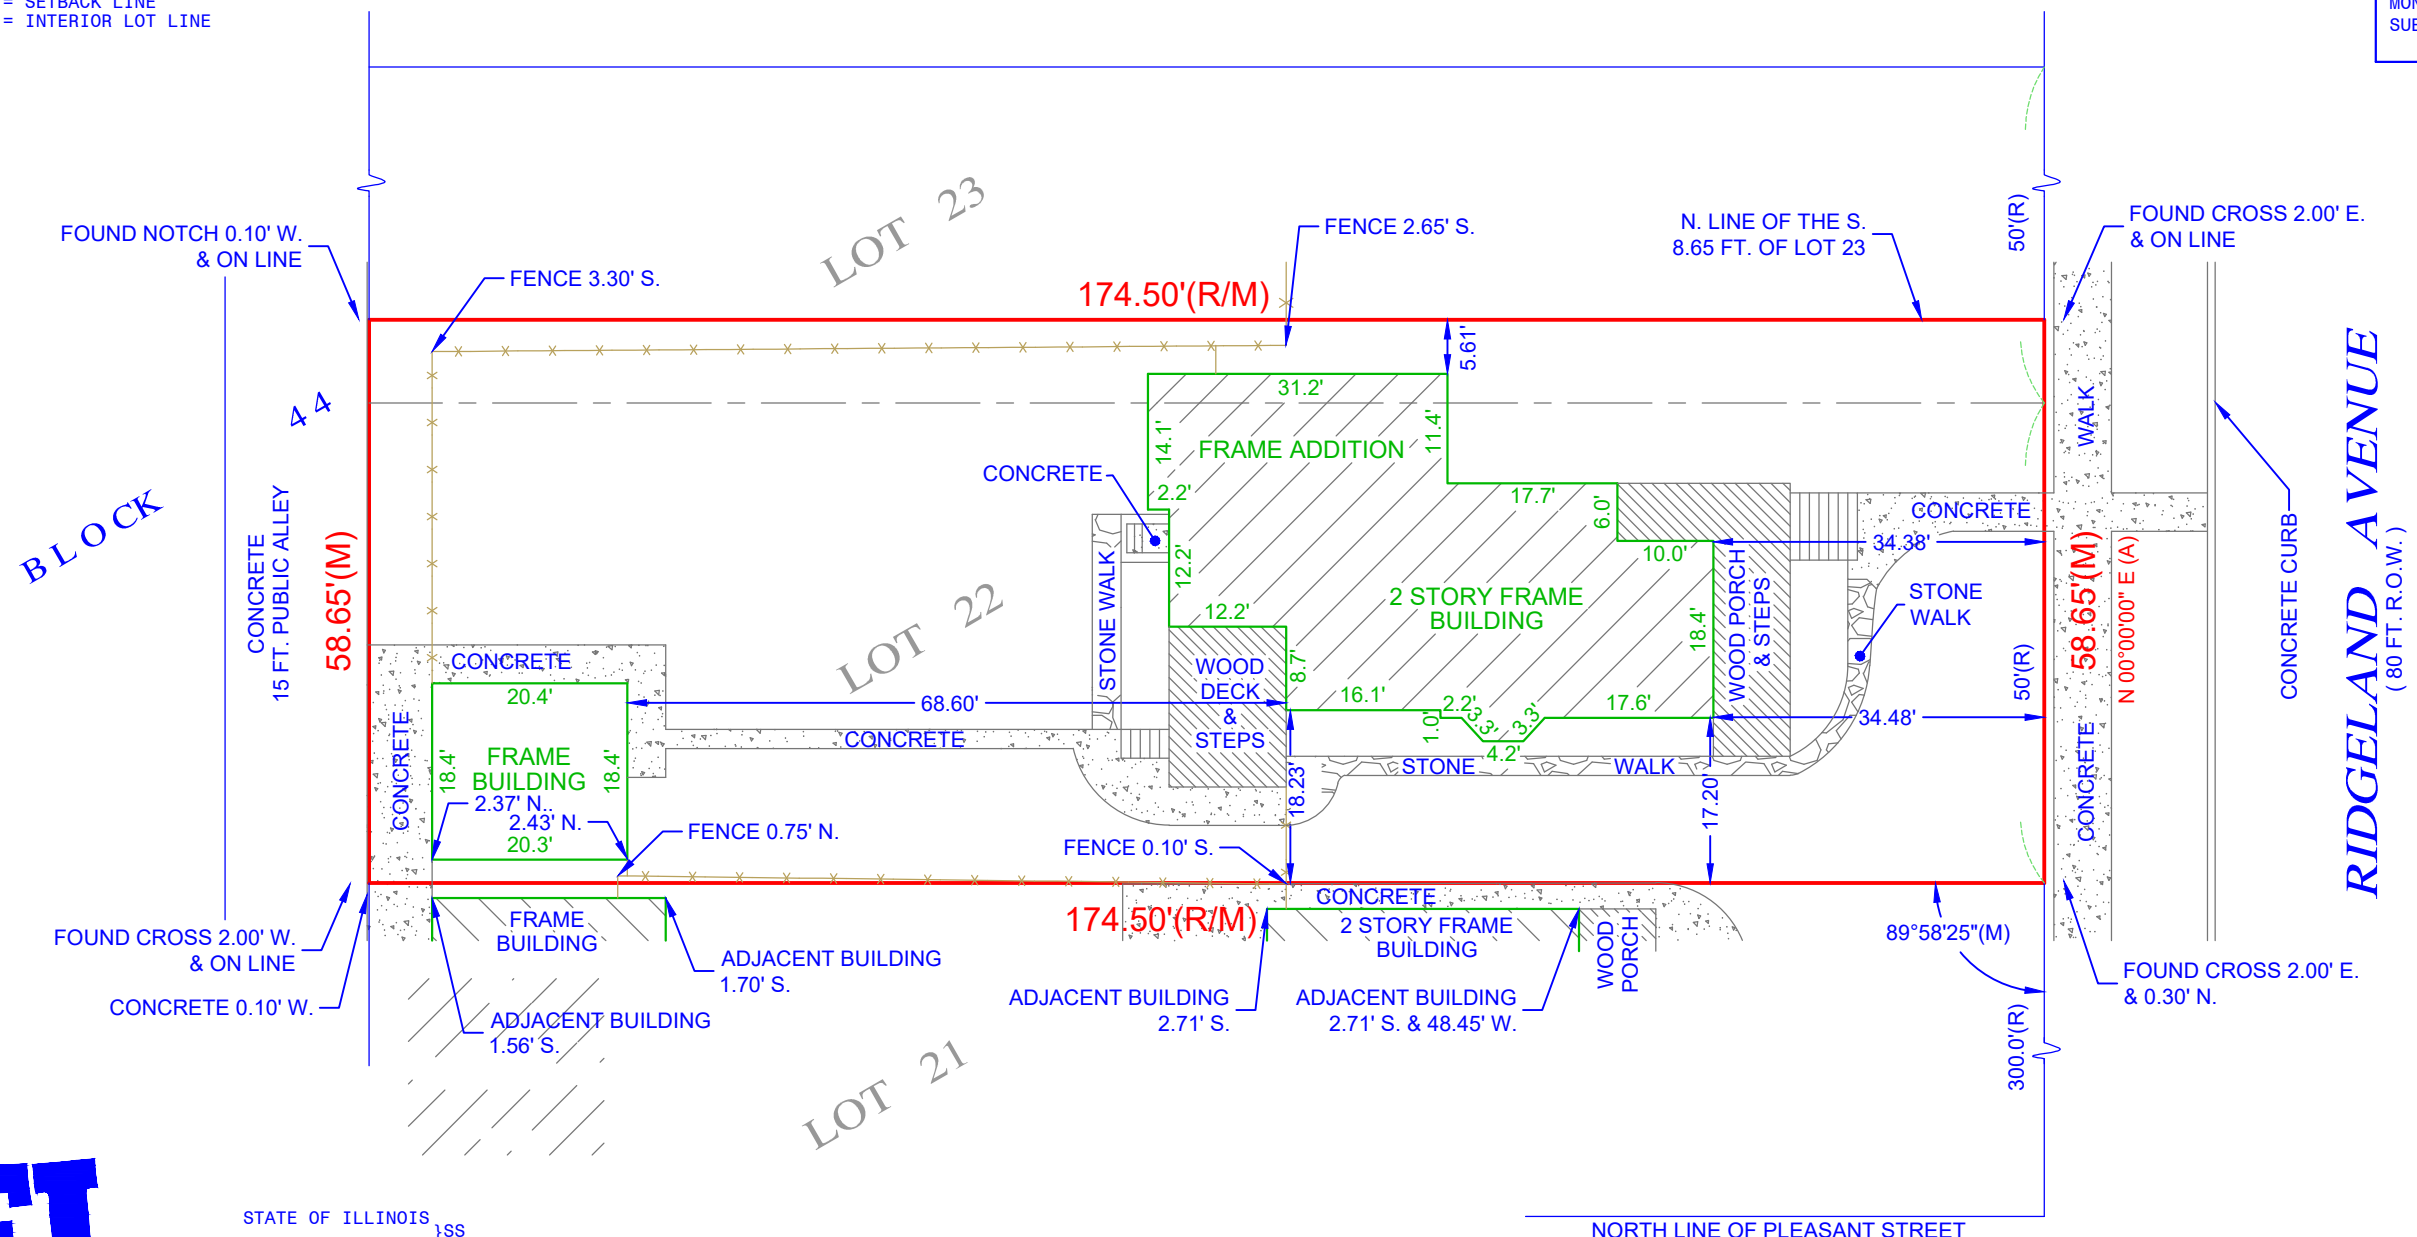 = SETBACK LINE
= INTERIOR LOT LINE
MON
SUB
LOT 23
FOUND NOTCH 0.10' W.
& ON LINE
FENCE 3.30' S.
FENCE 2.65' S.
N. LINE OF THE S.
8.65 FT. OF LOT 23
50'(R)
FOUND CROSS 2.00' E.
& ON LINE
174.50'(R/M)
5.61'
31.2'
14.1'
11.4'
FRAME ADDITION
2.2'
17.7'
6.0'
10.0'
CONCRETE
12.2'
12.2'
STONE WALK
2 STORY FRAME
BUILDING
18.4'
8.7'
WOOD PORCH
& STEPS
34.38'
CONCRETE
STONE
WALK
WALK
58.65'(M)
N 00°00'00" E (A)
CONCRETE CURB
RIDGELAND AVENUE
( 80 FT. R.O.W. )
BLOCK
44
CONCRETE
15 FT. PUBLIC ALLEY
58.65'(M)
LOT 22
CONCRETE
20.4'
68.60'
WOOD
DECK
&
STEPS
16.1'
2.2'
1.0'
3.3'
3.3'
4.2'
17.6'
34.48'
50'(R)
CONCRETE
FRAME
BUILDING
18.4'
18.4'
CONCRETE
STONE
WALK
18.23'
17.20'
CONCRETE
2.37' N..
2.43' N.
20.3'
FENCE 0.75' N.
FENCE 0.10' S.
CONCRETE
174.50'(R/M)
FRAME
BUILDING
2 STORY FRAME
BUILDING
WOOD
PORCH
89°58'25"(M)
FOUND CROSS 2.00' W.
& ON LINE
CONCRETE 0.10' W.
ADJACENT BUILDING
1.70' S.
ADJACENT BUILDING
1.56' S.
ADJACENT BUILDING
2.71' S.
ADJACENT BUILDING
2.71' S. & 48.45' W.
FOUND CROSS 2.00' E.
& 0.30' N.
300.0'(R)
LOT 21
STATE OF ILLINOIS
}SS
NORTH LINE OF PLEASANT STREET